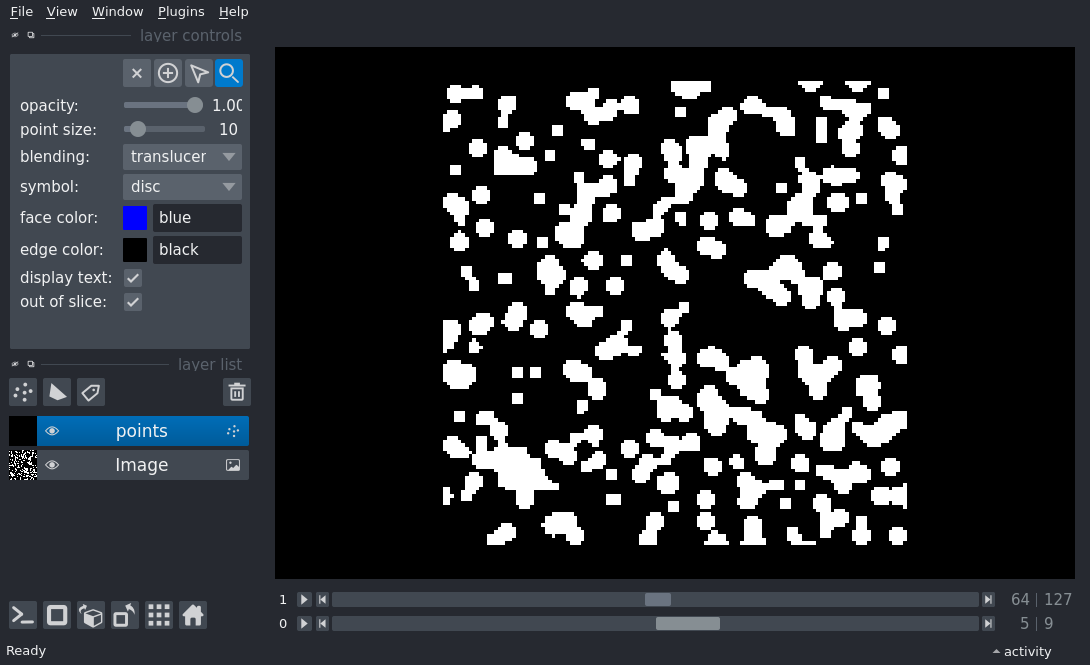 File View Window Plugins Help
layer controls
opacity: 1.00
point size: 10
blending: translucer
symbol: disc
face color: blue
edge color: black
display text:
out of slice:
layer list
points
Image
1 64 | 127
0 5 | 9
Ready
activity